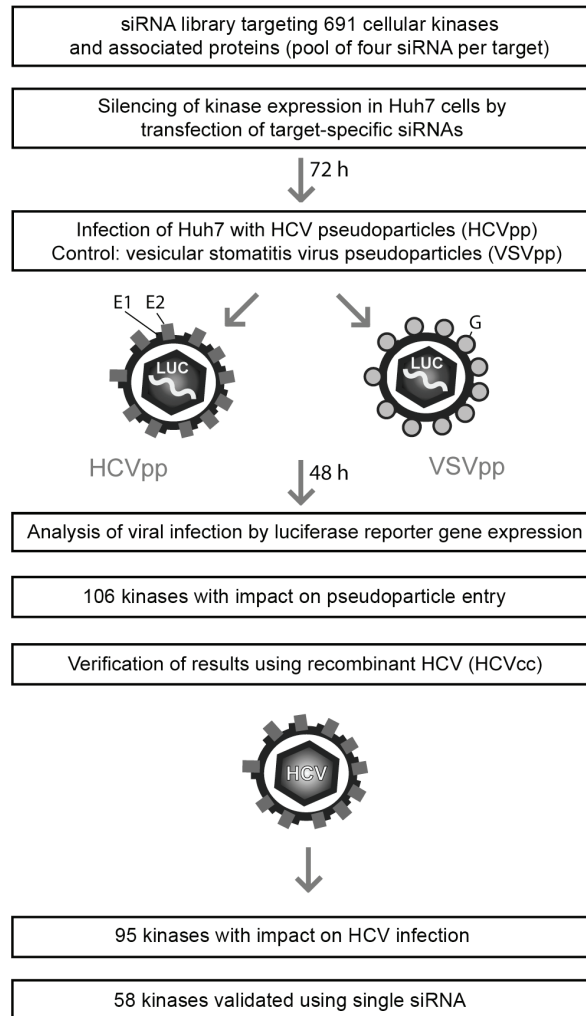 siRNA library targeting 691 cellular kinases
and associated proteins (pool of four siRNA per target)
Silencing of kinase expression in Huh7 cells by
transfection of target-specific siRNAs
72 h
Infection of Huh7 with HCV pseudoparticles (HCVpp)
Control: vesicular stomatitis virus pseudoparticles (VSVpp)
E1 E2
G
LUC
LUC
HCVpp
VSVpp
48 h
Analysis of viral infection by luciferase reporter gene expression
106 kinases with impact on pseudoparticle entry
Verification of results using recombinant HCV (HCVcc)
HCV
95 kinases with impact on HCV infection
58 kinases validated using single siRNA